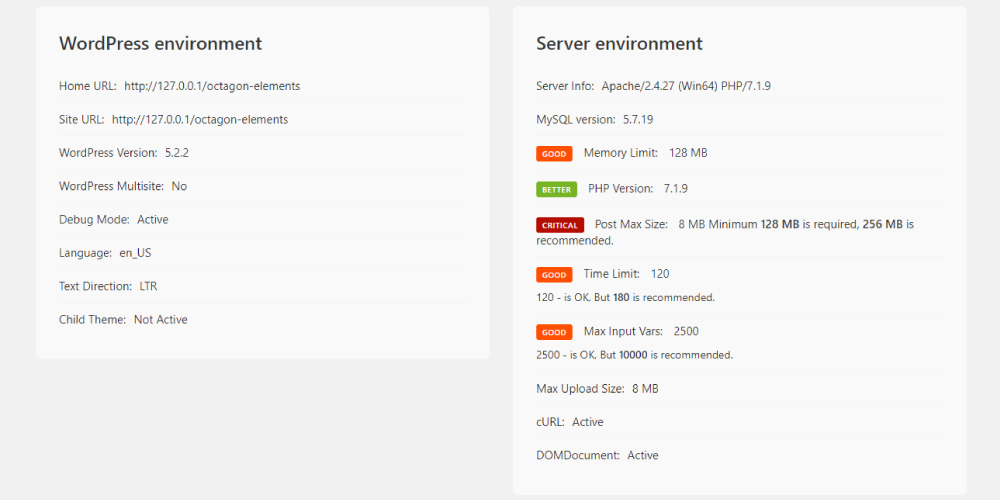 WordPress environment
Home URL: http://127.0.0.1/octagon-elements
Site URL: http://127.0.0.1/octagon-elements
WordPress Version: 5.2.2
WordPress Multisite: No
Debug Mode: Active
Language: en_US
Text Direction: LTR
Child Theme: Not Active
Server environment
Server Info: Apache/2.4.27 (Win64) PHP/7.1.9
MySQL version: 5.7.19
GOOD Memory Limit: 128 MB
BETTER PHP Version: 7.1.9
CRITICAL Post Max Size: 8 MB Minimum 128 MB is required, 256 MB is
recommended.
GOOD Time Limit: 120
120 - is OK, But 180 is recommended.
GOOD Max Input Vars: 2500
2500 - is OK, But 10000 is recommended.
Max Upload Size: 8 MB
cURL: Active
DOMDocument: Active